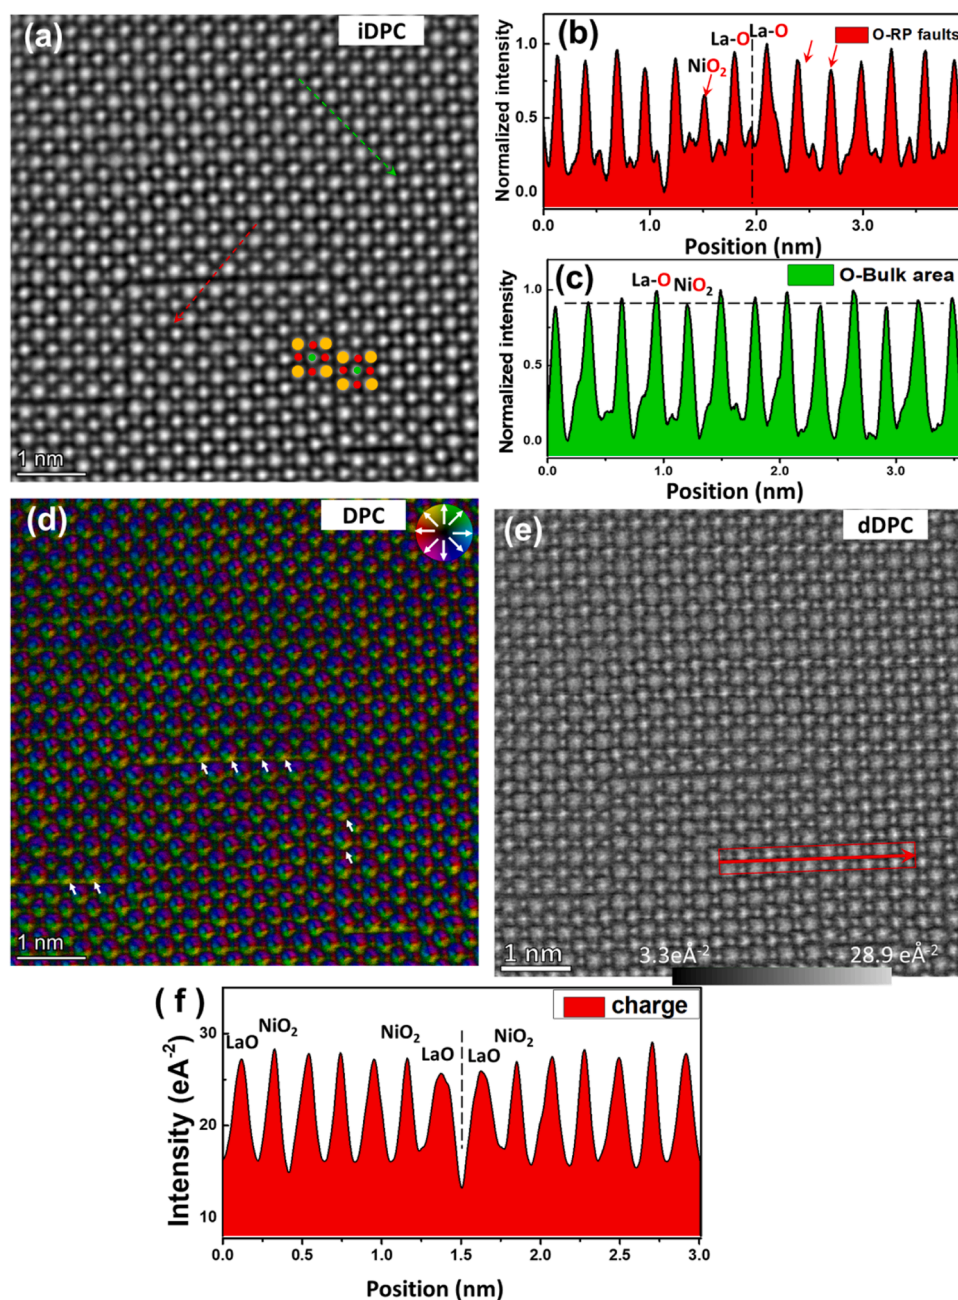 (a)
iDPC
1 nm
(b)
La-O La-O
NiO2
O-RP faults
Normalized intensity
1.0
0.5
0.0
0.0 1.0 2.0 3.0
Position (nm)
(c)
La-O NiO2
O-Bulk area
Normalized intensity
1.0
0.5
0.0
0.0 1.0 2.0 3.0
Position (nm)
(d)
DPC
1 nm
(e)
dDPC
1 nm
3.3eÅ-2 28.9 eÅ-2
( f )
charge
LaO NiO2 NiO2 LaO LaO NiO2
Intensity (eA-2)
30
20
10
0.0 0.5 1.0 1.5 2.0 2.5 3.0
Position (nm)